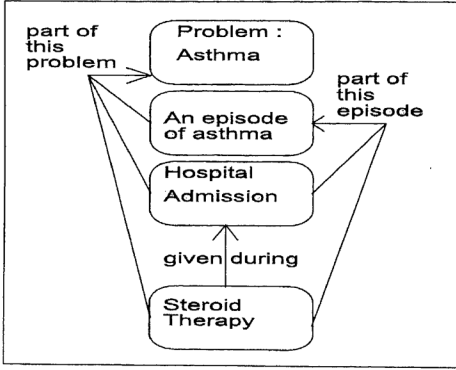 part of
this
problem
Problem :
Asthma
part of
this
episode
An episode
of asthma
Hospital
Admission
given during
Steroid
Therapy